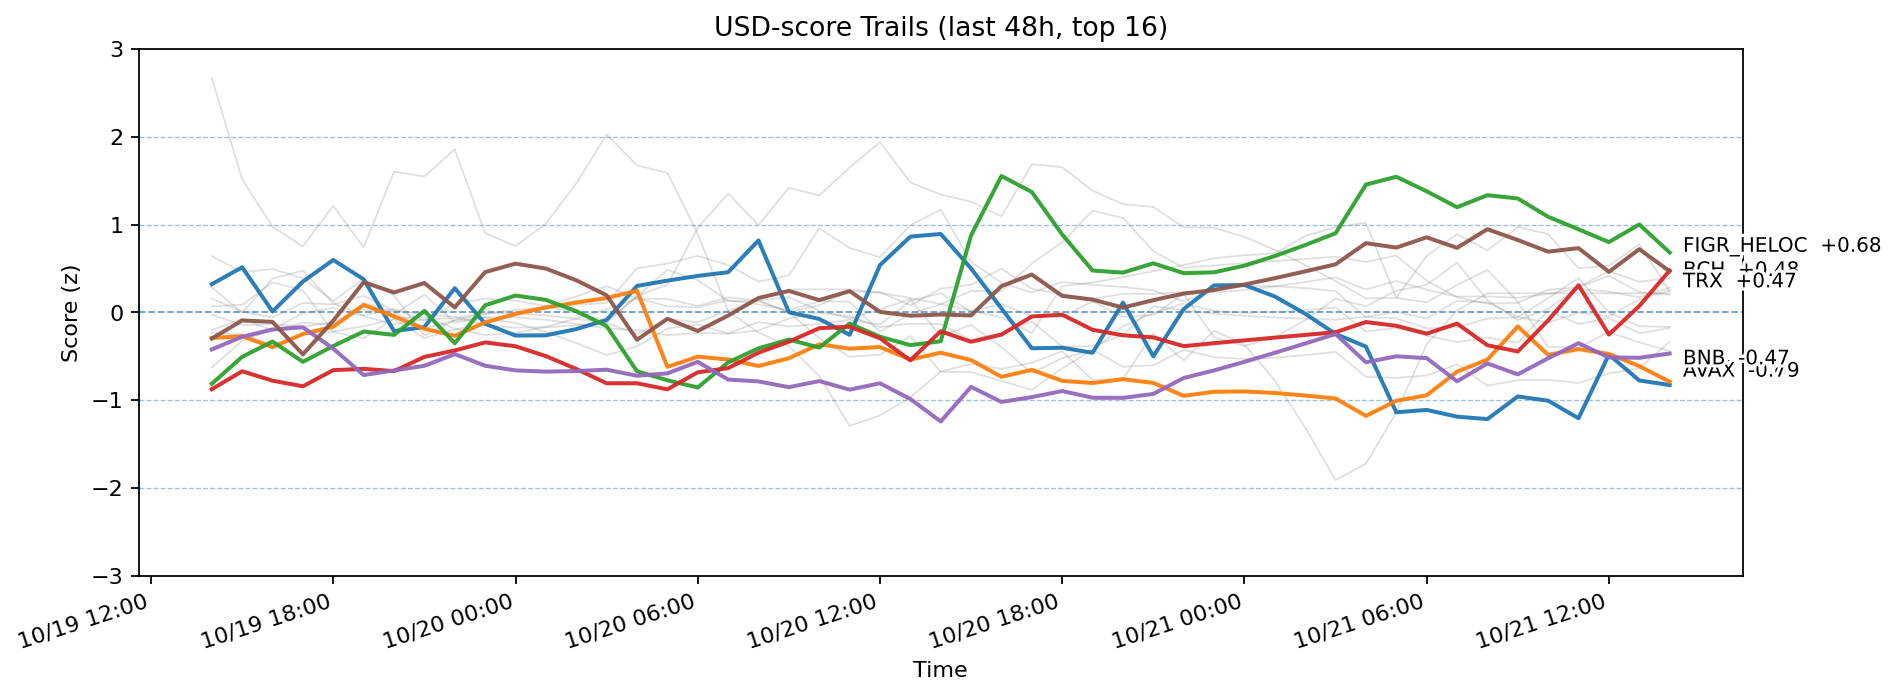 USD-score Trails (last 48h, top 16)
Score (z)
3
2
1
0
−1
−2
−3
FIGR_HELOC +0.68
BCH +0.48
TRX +0.47
BNB -0.47
AVAX -0.79
10/19 12:00
10/19 18:00
10/20 00:00
10/20 06:00
10/20 12:00
10/20 18:00
10/21 00:00
10/21 06:00
10/21 12:00
Time